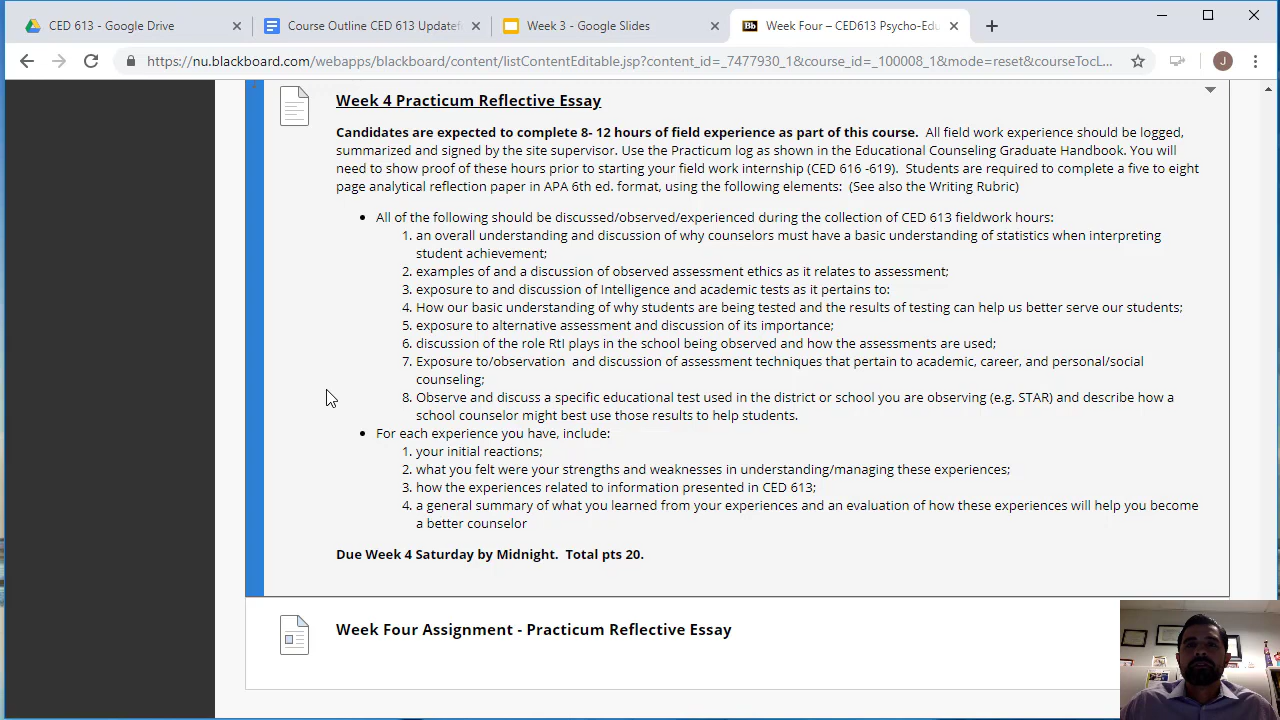 CED 613 - Google Drive
Course Outline CED 613 Updatef
Week 3 - Google Slides
Bb
Week Four – CED613 Psycho-Edu
https://nu.blackboard.com/webapps/blackboard/content/listContentEditable.jsp?content_id=_7477930_1&course_id=_100008_1&mode=reset&courseTocL...
J
Week 4 Practicum Reflective Essay
Candidates are expected to complete 8- 12 hours of field experience as part of this course.  All field work experience should be logged,
summarized and signed by the site supervisor. Use the Practicum log as shown in the Educational Counseling Graduate Handbook. You will
need to show proof of these hours prior to starting your field work internship (CED 616 -619).  Students are required to complete a five to eight
page analytical reflection paper in APA 6th ed. format, using the following elements:  (See also the Writing Rubric)
• All of the following should be discussed/observed/experienced during the collection of CED 613 fieldwork hours:
1. an overall understanding and discussion of why counselors must have a basic understanding of statistics when interpreting
student achievement;
2. examples of and a discussion of observed assessment ethics as it relates to assessment;
3. exposure to and discussion of Intelligence and academic tests as it pertains to:
4. How our basic understanding of why students are being tested and the results of testing can help us better serve our students;
5. exposure to alternative assessment and discussion of its importance;
6. discussion of the role RtI plays in the school being observed and how the assessments are used;
7. Exposure to/observation  and discussion of assessment techniques that pertain to academic, career, and personal/social
counseling;
8. Observe and discuss a specific educational test used in the district or school you are observing (e.g. STAR) and describe how a
school counselor might best use those results to help students.
• For each experience you have, include:
1. your initial reactions;
2. what you felt were your strengths and weaknesses in understanding/managing these experiences;
3. how the experiences related to information presented in CED 613;
4. a general summary of what you learned from your experiences and an evaluation of how these experiences will help you become
a better counselor
Due Week 4 Saturday by Midnight.  Total pts 20.
Week Four Assignment - Practicum Reflective Essay